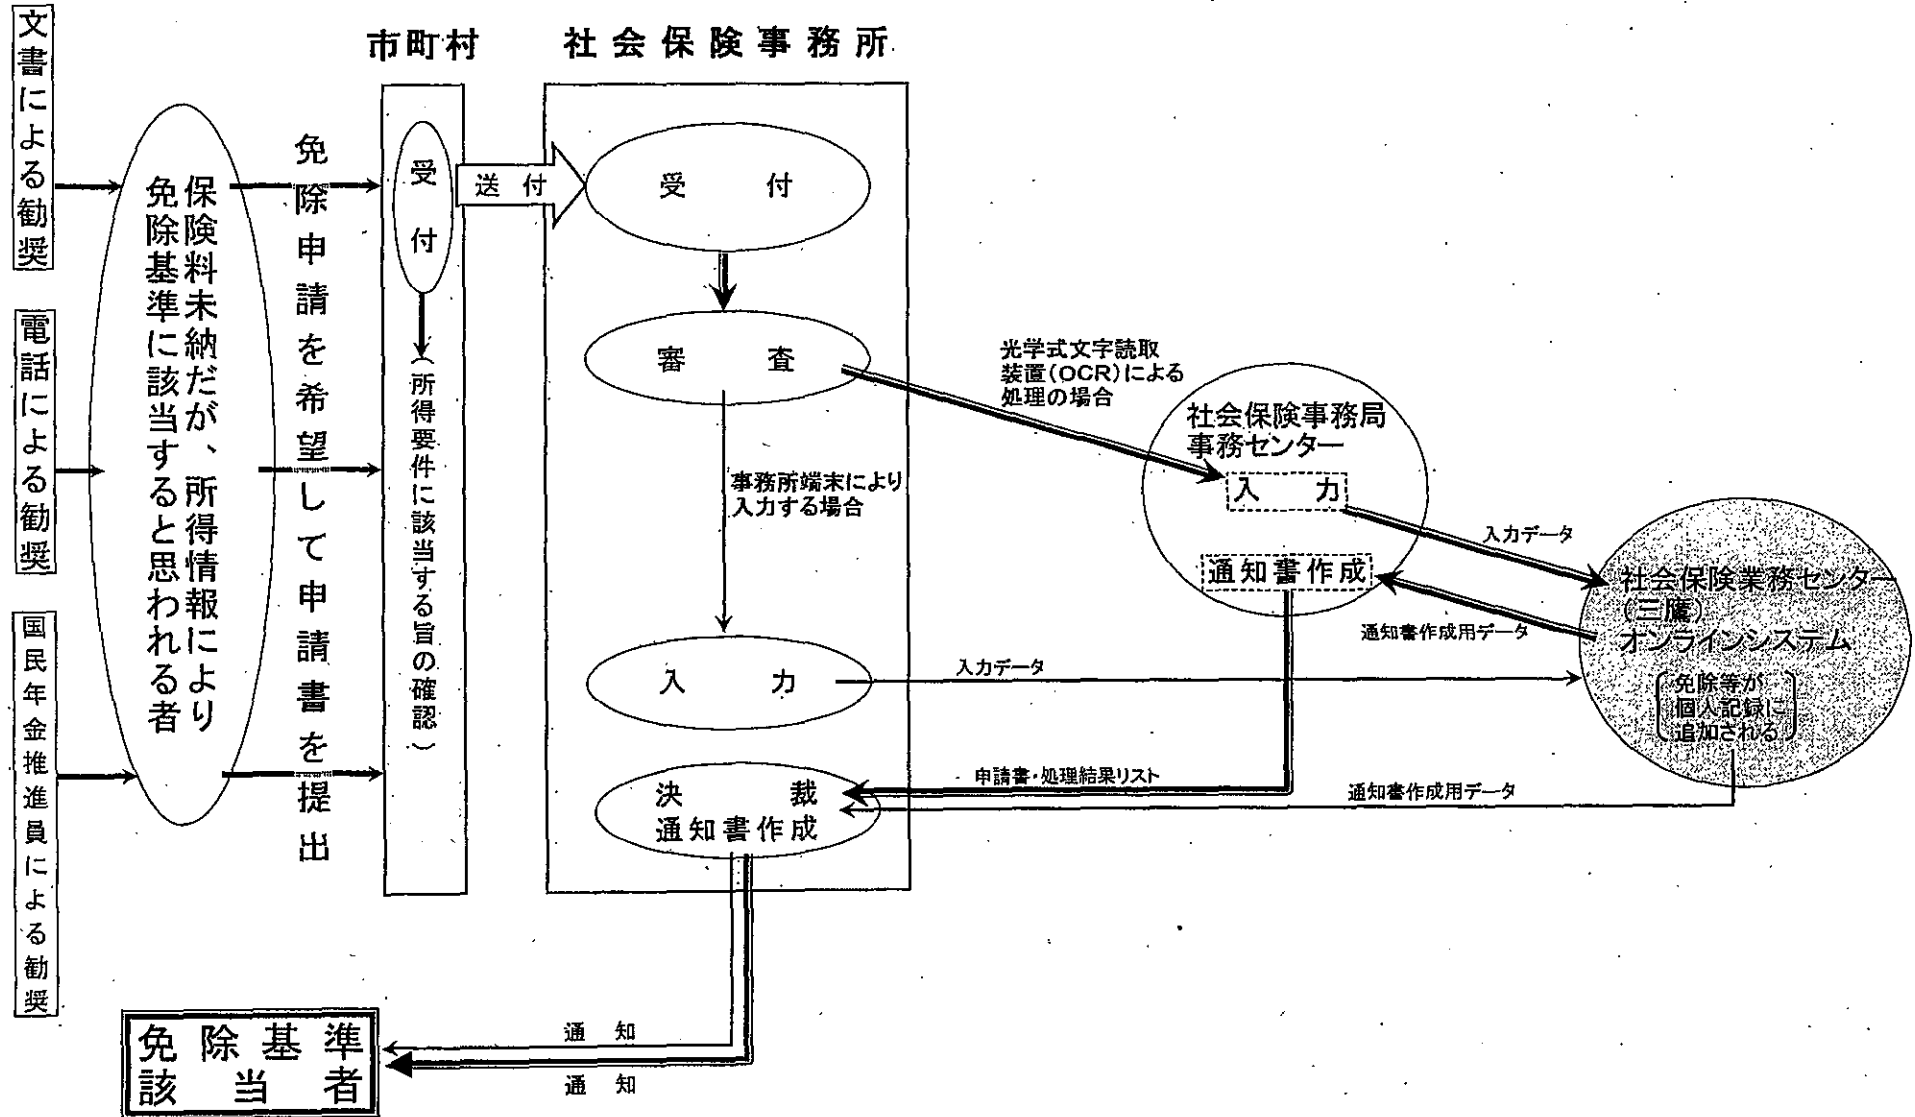 市町村
社会保険事務所
文書による勧奨
電話による勧奨
国民年金推進員による勧奨
保険料未納だが、所得情報により
免除基準に該当すると思われる者
免除申請を希望して申請書を提出
受付
(所得要件に該当する旨の確認)
送付
受付
審査
光学式文字読取
装置(OCR)による
処理の場合
事務所端末により
入力する場合
社会保険事務局
事務センター
入力
通知書作成
入力データ
通知書作成用データ
社会保険業務センター
(三鷹)
オンラインシステム
免除等が
個人記録に
追加される
入力
入力データ
申請書・処理結果リスト
通知書作成用データ
決裁
通知書作成
通知
通知
免除基準
該当者